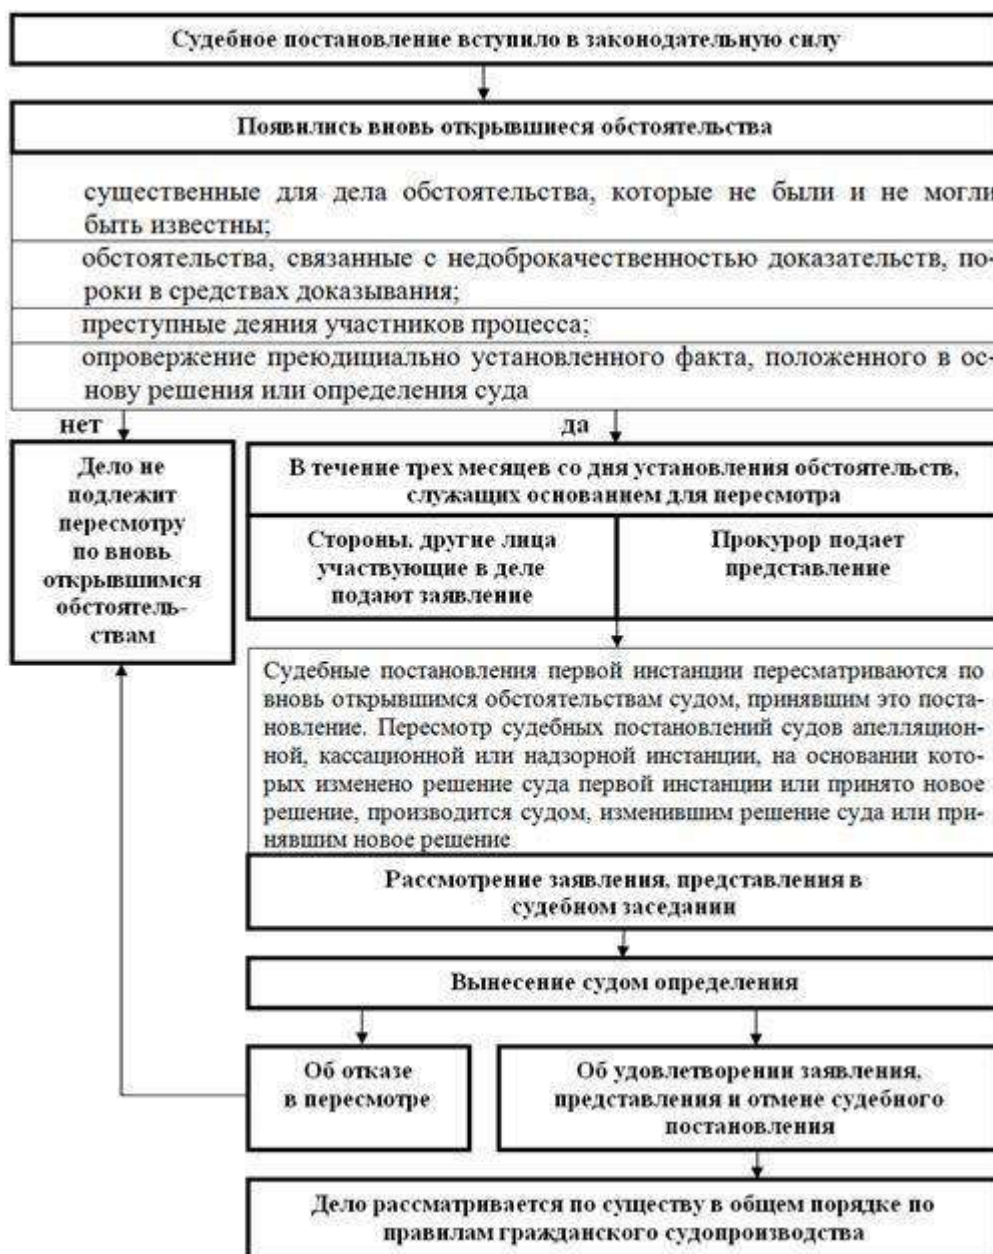 Судебное постановление вступило в законодательную силу
Появились вновь открывшиеся обстоятельства
существенные для дела обстоятельства, которые не были и не могли
быть известны;
обстоятельства, связанные с недоброкачественностью доказательств, по-
роки в средствах доказывания;
преступные деяния участников процесса;
опровержение преюдициально установленного факта, положенного в ос-
нову решения или определения суда
нет
да
Дело не
подлежит
пересмотру
по вновь
открывшимся
обстоятель-
ствам
В течение трех месяцев со дня установления обстоятельств,
служащих основанием для пересмотра
Стороны, другие лица
участвующие в деле
подают заявление
Прокурор подает
представление
Судебные постановления первой инстанции пересматриваются по
вновь открывшимся обстоятельствам судом, принявшим это поста-
новление. Пересмотр судебных постановлений судов апелляцион-
ной, кассационной или надзорной инстанции, на основании кото-
рых изменено решение суда первой инстанции или принято новое
решение, производится судом, изменившим решение суда или при-
нявшим новое решение
Рассмотрение заявления, представления в
судебном заседании
Вынесение судом определения
Об отказе
в пересмотре
Об удовлетворении заявления,
представления и отмене судебного
постановления
Дело рассматривается по существу в общем порядке по
правилам гражданского судопроизводства